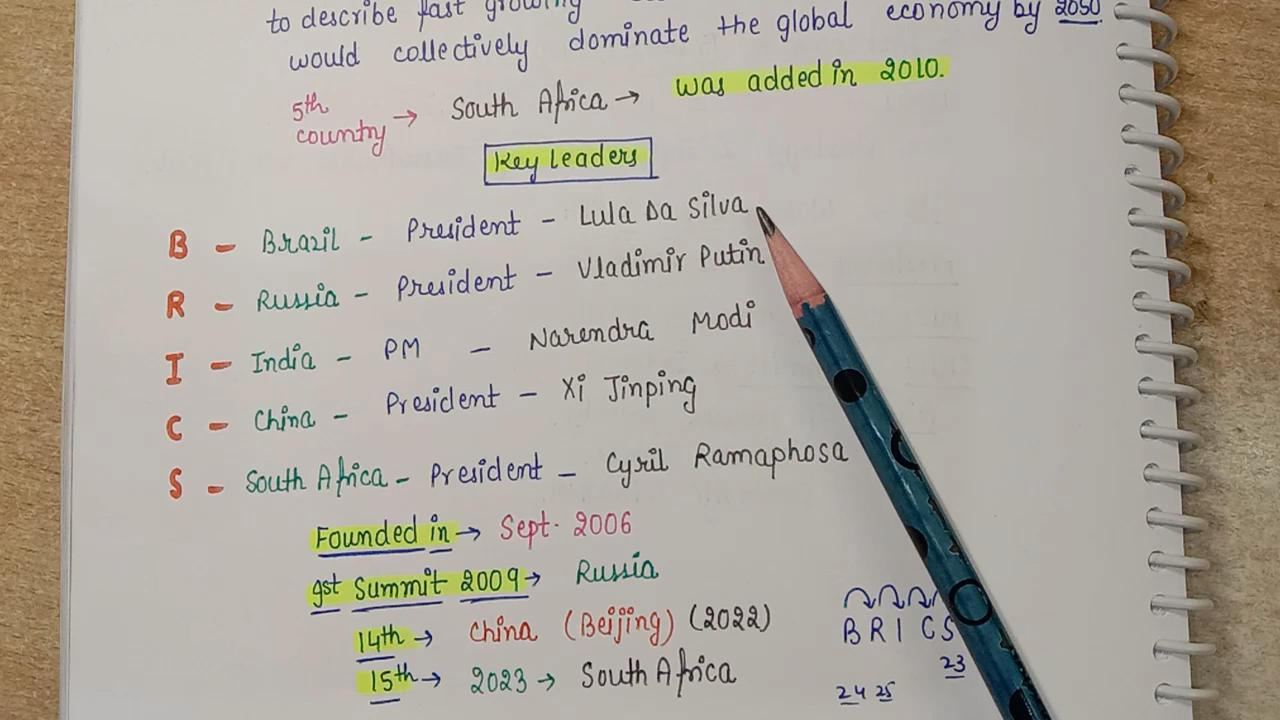 to describe fast growing
would collectively dominate the global economy by 2050
5th country → South Africa → was added in 2010.
Key Leaders
B - Brazil - President - Lula Da Silva
R - Russia - President - Vladimir Putin
I - India - PM - Narendra Modi
C - China - President - Xi Jinping
S - South Africa - President - Cyril Ramaphosa
Founded in → Sept. 2006
1st Summit 2009 → Russia
14th → China (Beijing) (2022)
15th → 2023 → South Africa
B R I C S
23
24 25